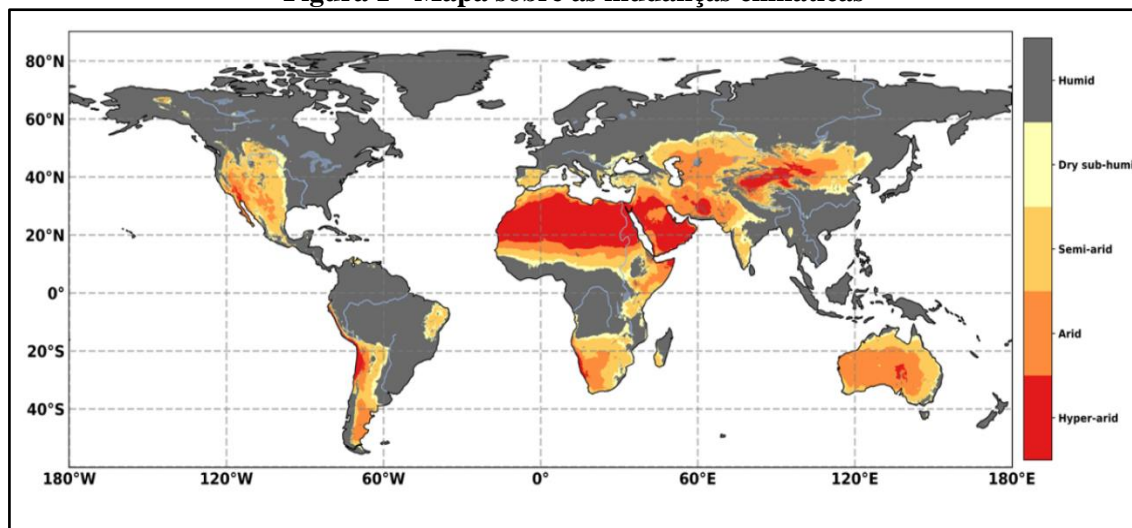 Figura 1 - Mapa sobre as mudanças climáticas
80°N
60°N
40°N
20°N
0°
20°S
40°S
180°W
120°W
60°W
0°
60°E
120°E
180°E
Humid
Dry sub-humi
Semi-arid
Arid
Hyper-arid